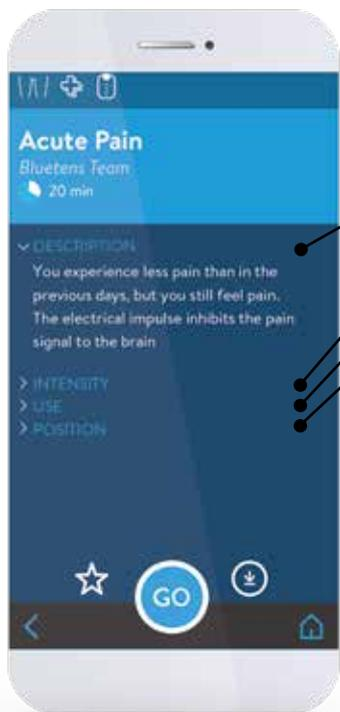 Acute Pain
Bluetens Team
20 min
DESCRIPTION
You experience less pain than in the
previous days, but you still feel pain.
The electrical impulse inhibits the pain
signal to the brain
INTENSITY
USE
POSITION
GO